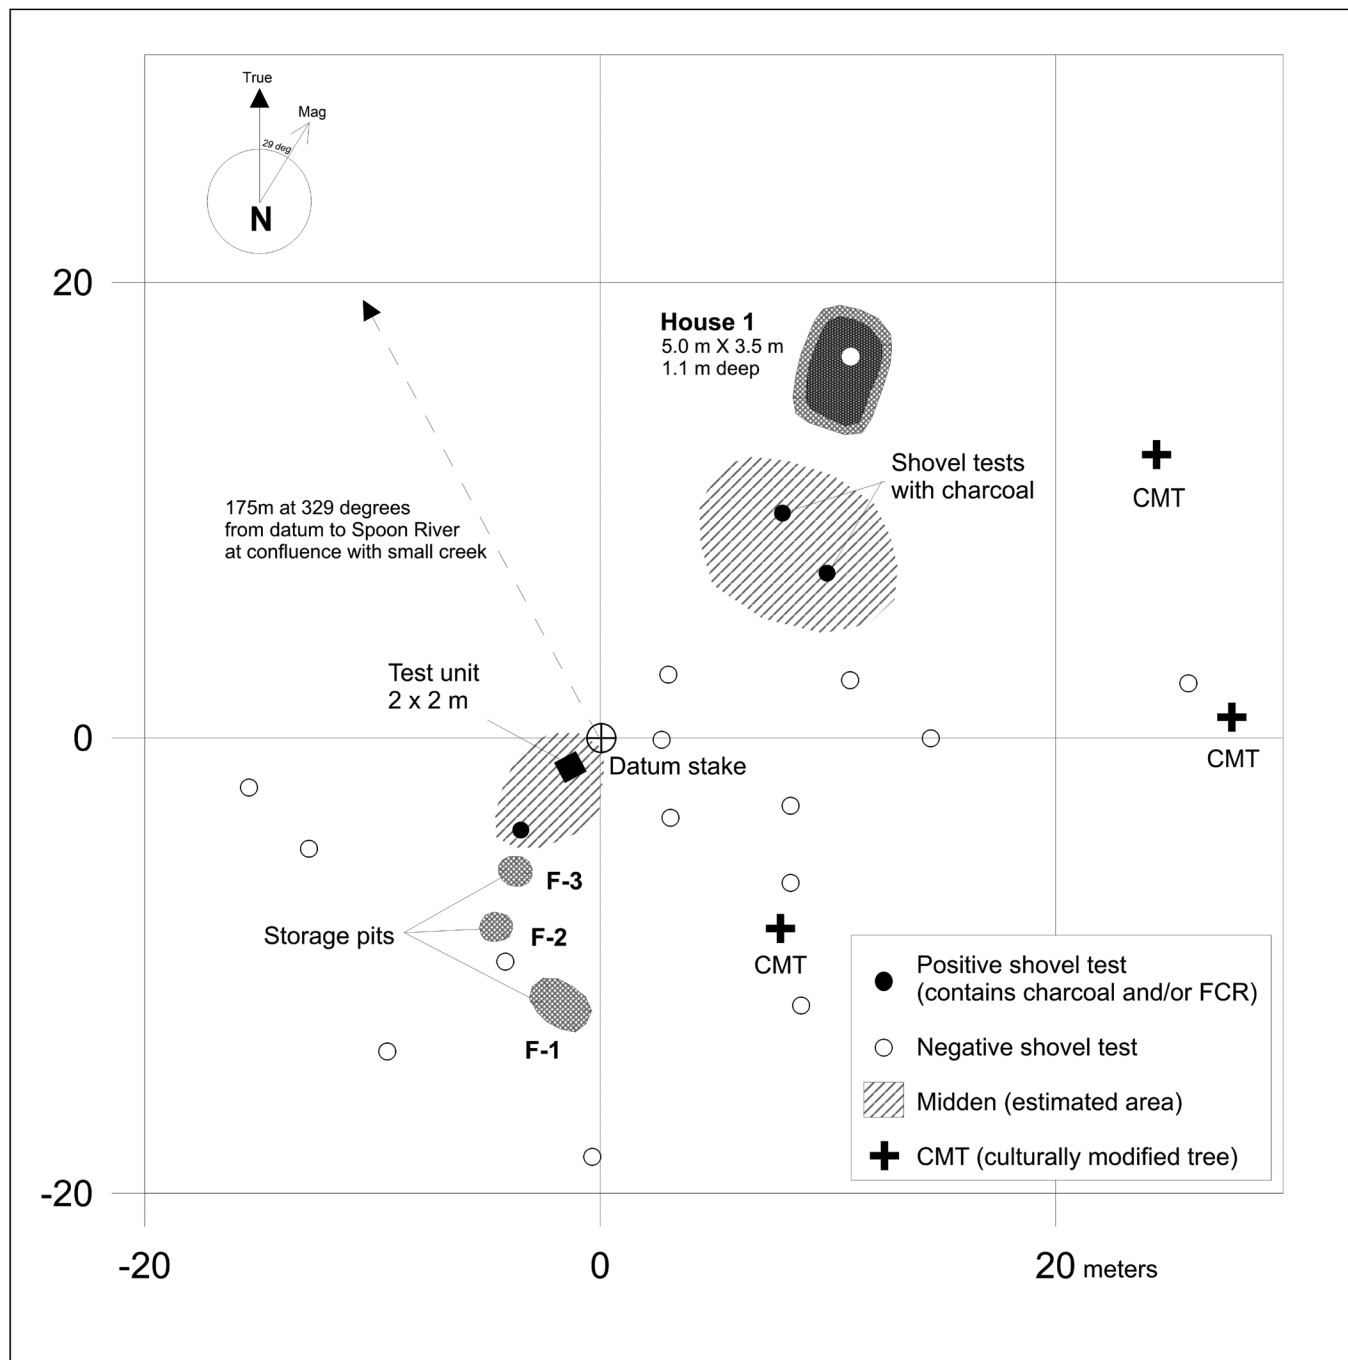 True
Mag
29 deg
N
20
House 1
5.0 m X 3.5 m
1.1 m deep
Shovel tests
with charcoal
CMT
175m at 329 degrees
from datum to Spoon River
at confluence with small creek
Test unit
2 x 2 m
0
Datum stake
CMT
F-3
Storage pits
F-2
CMT
F-1
Positive shovel test
(contains charcoal and/or FCR)
Negative shovel test
Midden (estimated area)
CMT (culturally modified tree)
-20
-20
0
20 meters